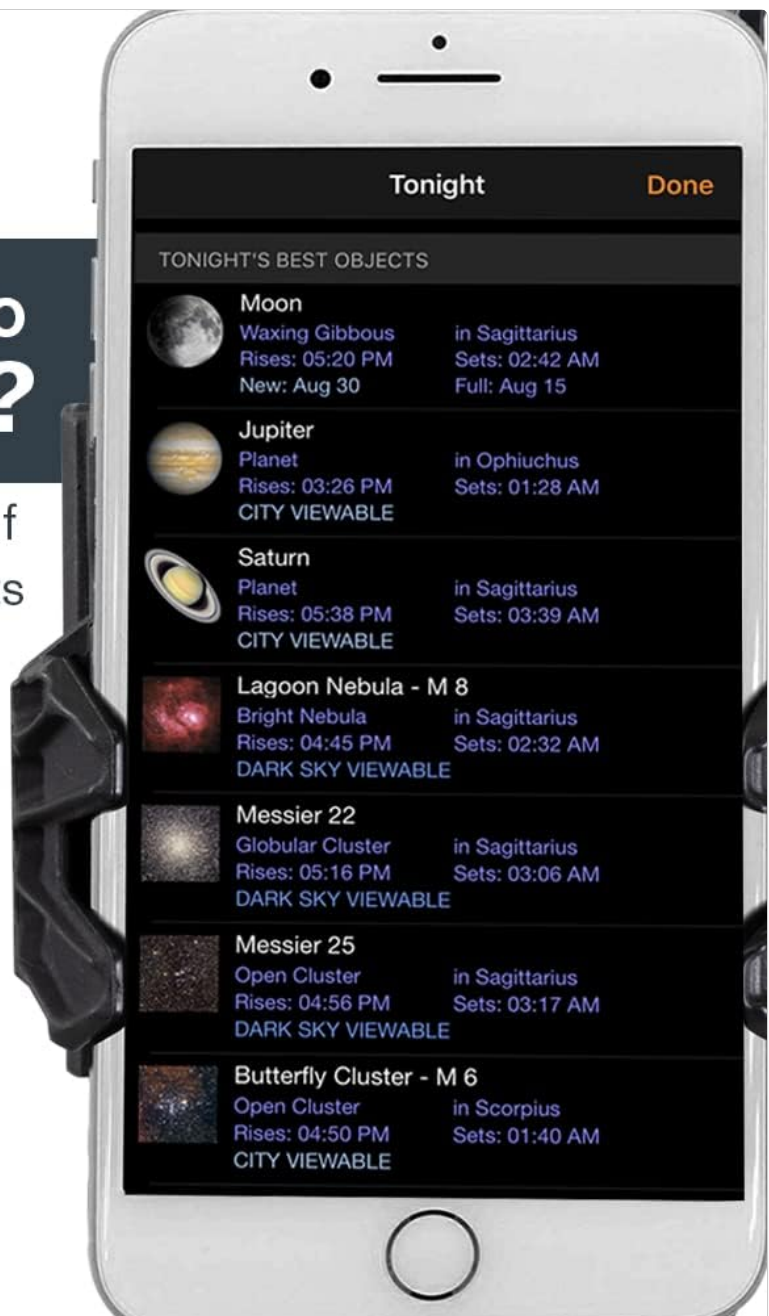 o
?
f
s
Tonight Done
TONIGHT'S BEST OBJECTS
Moon
Waxing Gibbous in Sagittarius
Rises: 05:20 PM Sets: 02:42 AM
New: Aug 30 Full: Aug 15
Jupiter
Planet in Ophiuchus
Rises: 03:26 PM Sets: 01:28 AM
CITY VIEWABLE
Saturn
Planet in Sagittarius
Rises: 05:38 PM Sets: 03:39 AM
CITY VIEWABLE
Lagoon Nebula - M 8
Bright Nebula in Sagittarius
Rises: 04:45 PM Sets: 02:32 AM
DARK SKY VIEWABLE
Messier 22
Globular Cluster in Sagittarius
Rises: 05:16 PM Sets: 03:06 AM
DARK SKY VIEWABLE
Messier 25
Open Cluster in Sagittarius
Rises: 04:56 PM Sets: 03:17 AM
DARK SKY VIEWABLE
Butterfly Cluster - M 6
Open Cluster in Scorpius
Rises: 04:50 PM Sets: 01:40 AM
CITY VIEWABLE